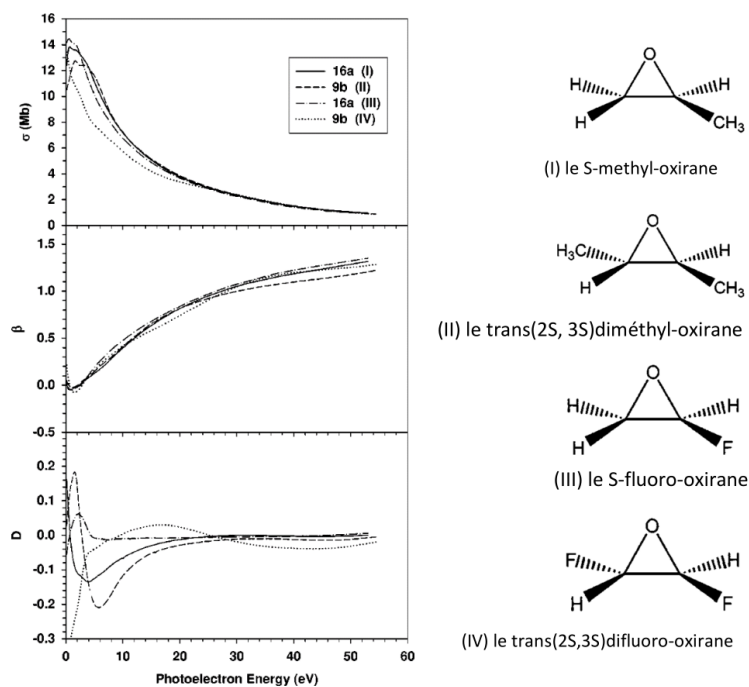 16
14
12
10
8
6
4
2
0
σ (Mb)
16a (I)
9b (II)
16a (III)
9b (IV)
1.5
1.0
0.5
0.0
-0.5
β
0.2
0.1
0.0
-0.1
-0.2
-0.3
D
0 10 20 30 40 50 60
Photoelectron Energy (eV)
O
H H
H CH₃
(I) le S-methyl-oxirane
O
H₃C H
H CH₃
(II) le trans(2S, 3S)diméthyl-oxirane
O
H H
H F
(III) le S-fluoro-oxirane
O
F H
H F
(IV) le trans(2S,3S)difluoro-oxirane